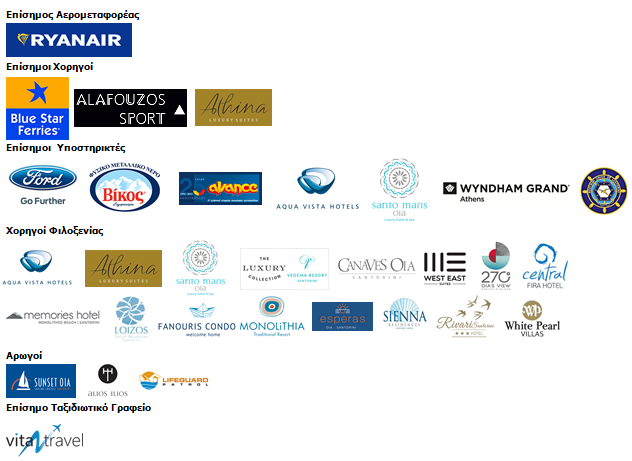 Επίσημος Αερομεταφορέας
RYANAIR
Επίσημοι Χορηγοί
Blue Star
Ferries
ALAFOUZOS
SPORT
Athina
LUXURY SUITES
Επίσημοι Υποστηρικτές
Ford
Go Further
ΦΥΣΙΚΟ ΜΕΤΑΛΛΙΚΟ ΝΕΡΟ
Βίκος
avance
AQUA VISTA HOTELS
santo maris
OIA
Luxury Suites & Spa
WYNDHAM GRAND
Athens
Χορηγοί Φιλοξενίας
AQUA VISTA HOTELS
Athina
LUXURY SUITES
santo maris
OIA
THE
LUXURY
COLLECTION
VEDEMA RESORT
SANTORINI
CANAVES OIA
SANTORINI
WEST EAST
SUITES
270°
OIA'S VIEW
central
FIRA HOTEL
memories hotel
MONOLITHOS BEACH | SANTORINI
LOIZOS
FANOURIS CONDO
welcome home
MONOLITHIA
Traditional Resort
esperas
OIA - SANTORINI
SIENNA
RESIDENCES
Rivari Santorini
HOTEL
WP
White Pearl
VILLAS
Αρωγοί
SUNSET OIA
ALIOS ILIOS
LIFEGUARD
PATROL
Επίσημο Ταξιδιωτικό Γραφείο
vita N travel